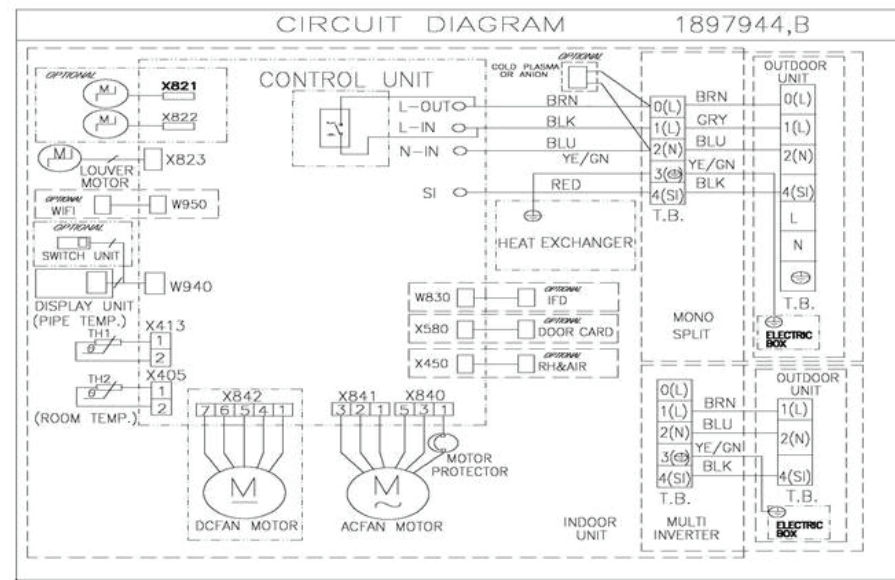 CIRCUIT DIAGRAM 1897944,B
OPTIONAL
M X821
M X822
M X823
LOUVER
MOTOR
OPTIONAL
WIFI W950
OPTIONAL
SWITCH UNIT
W940
DISPLAY UNIT
(PIPE TEMP.)
TH1 X413
θ 1
2
TH2 X405
θ 1
2
(ROOM TEMP.)
CONTROL UNIT
L-OUT
L-IN
N-IN
SI
COLD PLASMA
OR ANION
OPTIONAL
BRN
BLK
BLU
YE/GN
RED
HEAT EXCHANGER
W830 OPTIONAL
IFD
X580 OPTIONAL
DOOR CARD
X450 OPTIONAL
RH&AIR
X842
7 6 5 4 1
M
DCFAN MOTOR
X841 X840
3 2 1 5 3 1
M
~
ACFAN MOTOR
MOTOR
PROTECTOR
INDOOR
UNIT
0(L)
1(L)
2(N)
3(⏚)
4(SI)
T.B.
BRN
GRY
BLU
YE/GN
BLK
MONO
SPLIT
OUTDOOR
UNIT
0(L)
1(L)
2(N)
4(SI)
L
N
⏚
T.B.
ELECTRIC
BOX
0(L)
1(L)
2(N)
3(⏚)
4(SI)
T.B.
BRN
BLU
YE/GN
BLK
MULTI
INVERTER
OUTDOOR
UNIT
1(L)
2(N)
4(SI)
T.B.
ELECTRIC
BOX